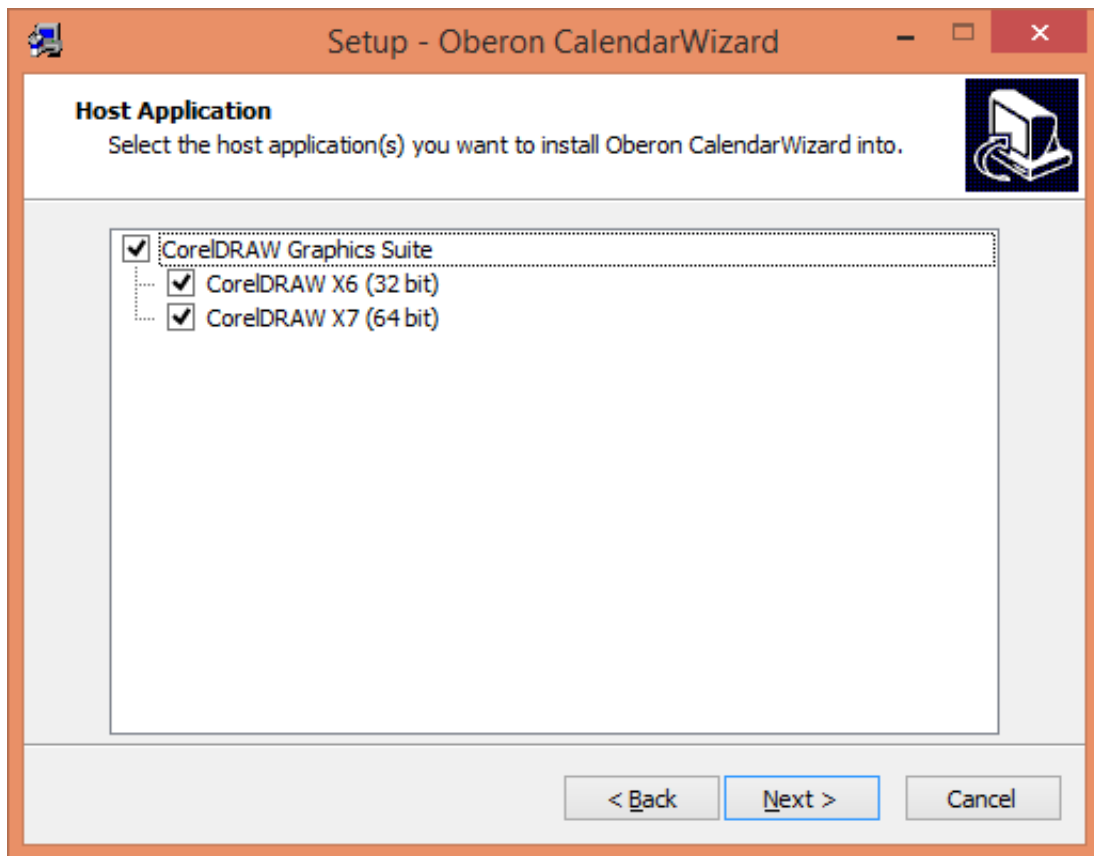 Setup - Oberon CalendarWizard
Host Application
Select the host application(s) you want to install Oberon CalendarWizard into.
CorelDRAW Graphics Suite
CorelDRAW X6 (32 bit)
CorelDRAW X7 (64 bit)
< Back Next > Cancel